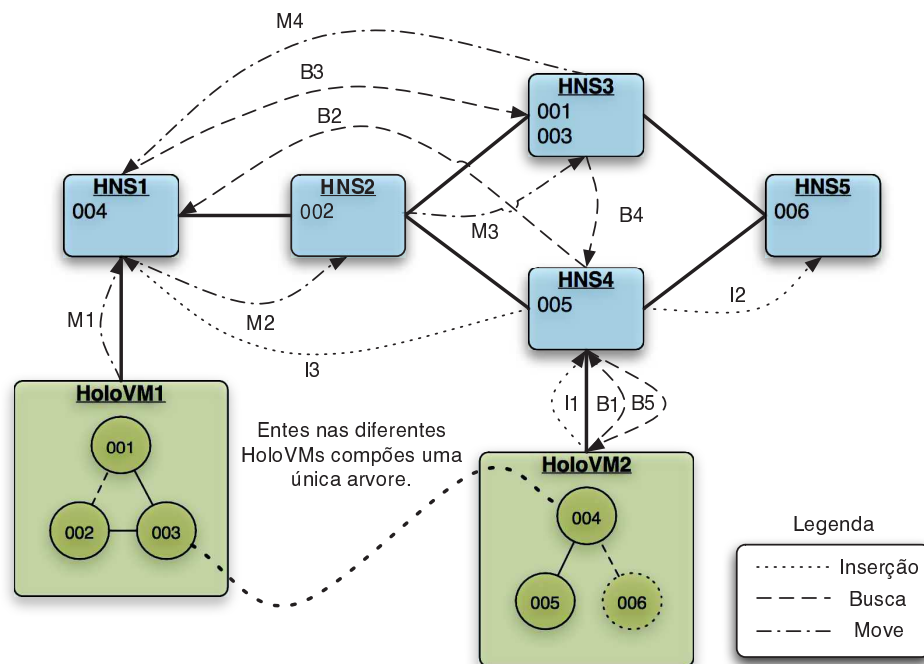 M4
B3
B2
HNS3
001
003
HNS1
004
HNS2
002
HNS5
006
M3
B4
HNS4
005
I2
M1
M2
I3
I1
B1
B5
HoloVM1
001
002
003
Entes nas diferentes
HoloVMs compões uma
única arvore.
HoloVM2
004
005
006
Legenda
Inserção
Busca
Move